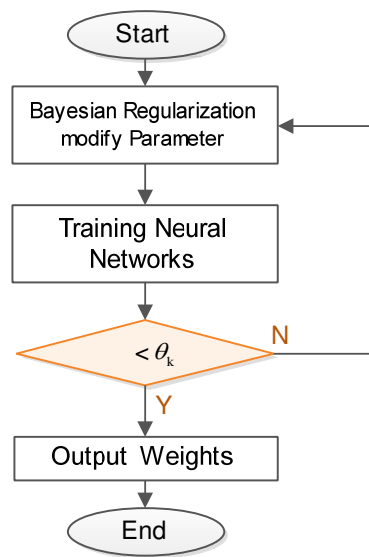 Start
Bayesian Regularization
modify Parameter
Training Neural
Networks
< θk
N
Y
Output Weights
End